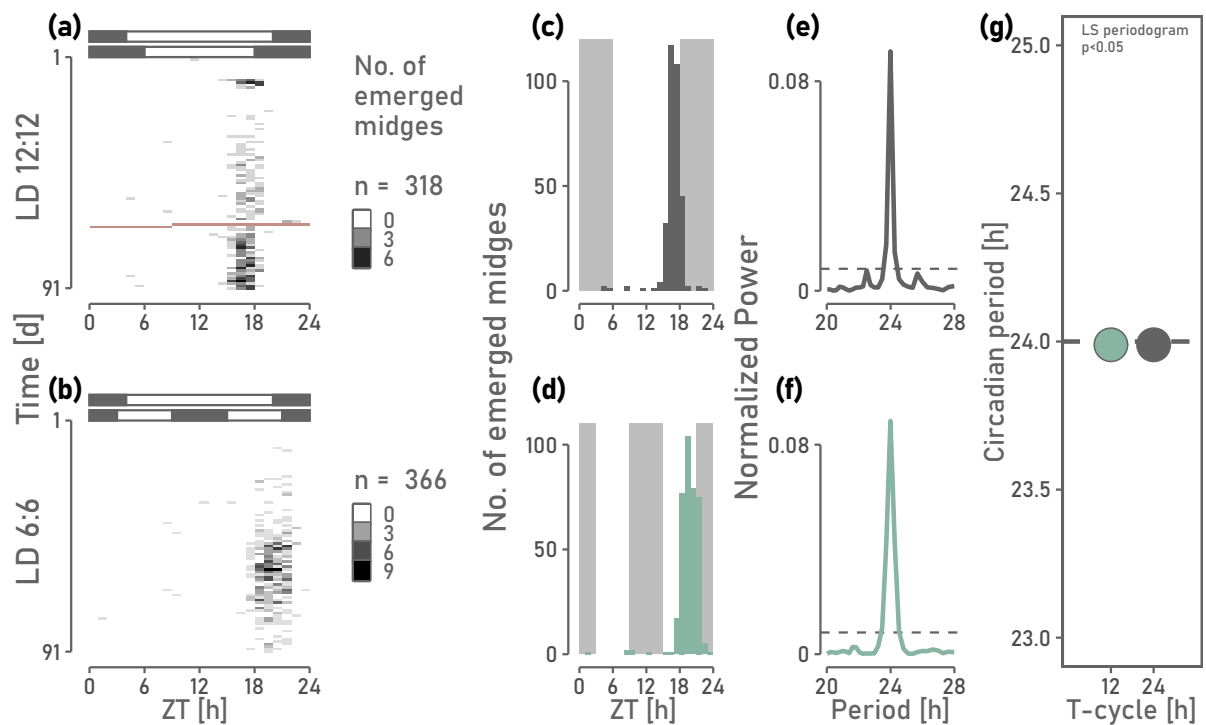 (a)
No. of
emerged
midges
n = 318
0
3
6
LD 12:12
1
91
0 6 12 18 24
Time [d]
(b)
n = 366
0
3
6
9
LD 6:6
1
91
0 6 12 18 24
ZT [h]
(c)
No. of emerged midges
100
50
0
0 6 12 18 24
(d)
100
50
0
0 6 12 18 24
ZT [h]
(e)
Normalized Power
0.08
0
20 24 28
(f)
0.08
0
20 24 28
Period [h]
(g)
LS periodogram
p<0.05
Circadian period [h]
25.0
24.5
24.0
23.5
23.0
12 24
T-cycle [h]